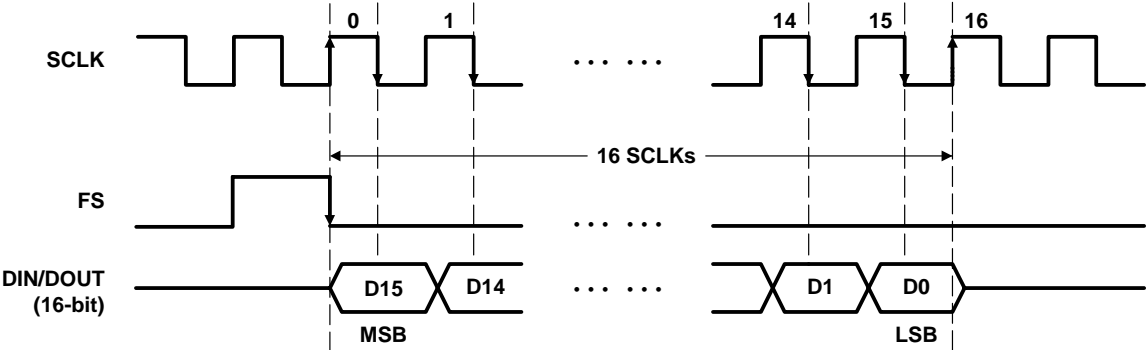 0 1 14 15 16
SCLK
... ... 
16 SCLKs
FS
... ...
DIN/DOUT
(16-bit)
D15 D14 ... ... D1 D0
MSB LSB